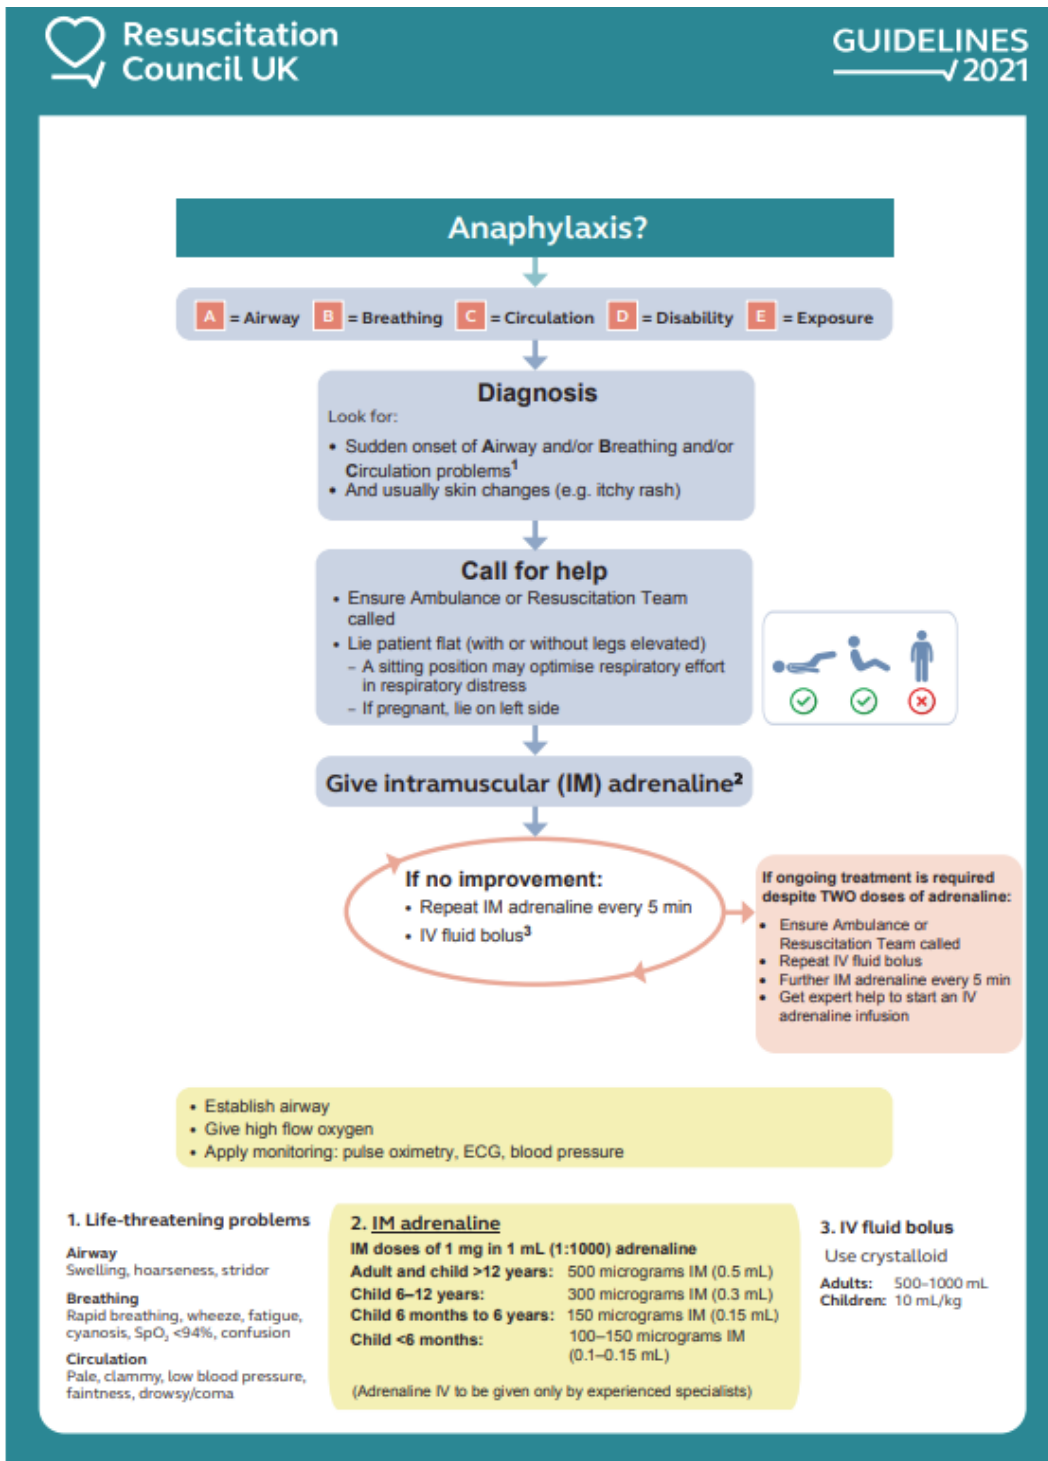 Resuscitation
Council UK
GUIDELINES
2021
Anaphylaxis?
A = Airway B = Breathing C = Circulation D = Disability E = Exposure
Diagnosis
Look for:
• Sudden onset of Airway and/or Breathing and/or
Circulation problems¹
• And usually skin changes (e.g. itchy rash)
Call for help
• Ensure Ambulance or Resuscitation Team
called
• Lie patient flat (with or without legs elevated)
– A sitting position may optimise respiratory effort
in respiratory distress
– If pregnant, lie on left side
Give intramuscular (IM) adrenaline²
If no improvement:
• Repeat IM adrenaline every 5 min
• IV fluid bolus³
If ongoing treatment is required
despite TWO doses of adrenaline:
• Ensure Ambulance or
Resuscitation Team called
• Repeat IV fluid bolus
• Further IM adrenaline every 5 min
• Get expert help to start an IV
adrenaline infusion
• Establish airway
• Give high flow oxygen
• Apply monitoring: pulse oximetry, ECG, blood pressure
1. Life-threatening problems
Airway
Swelling, hoarseness, stridor
Breathing
Rapid breathing, wheeze, fatigue,
cyanosis, SpO₂ <94%, confusion
Circulation
Pale, clammy, low blood pressure,
faintness, drowsy/coma
2. IM adrenaline
IM doses of 1 mg in 1 mL (1:1000) adrenaline
Adult and child >12 years: 500 micrograms IM (0.5 mL)
Child 6–12 years: 300 micrograms IM (0.3 mL)
Child 6 months to 6 years: 150 micrograms IM (0.15 mL)
Child <6 months: 100–150 micrograms IM
(0.1–0.15 mL)
(Adrenaline IV to be given only by experienced specialists)
3. IV fluid bolus
Use crystalloid
Adults: 500–1000 mL
Children: 10 mL/kg